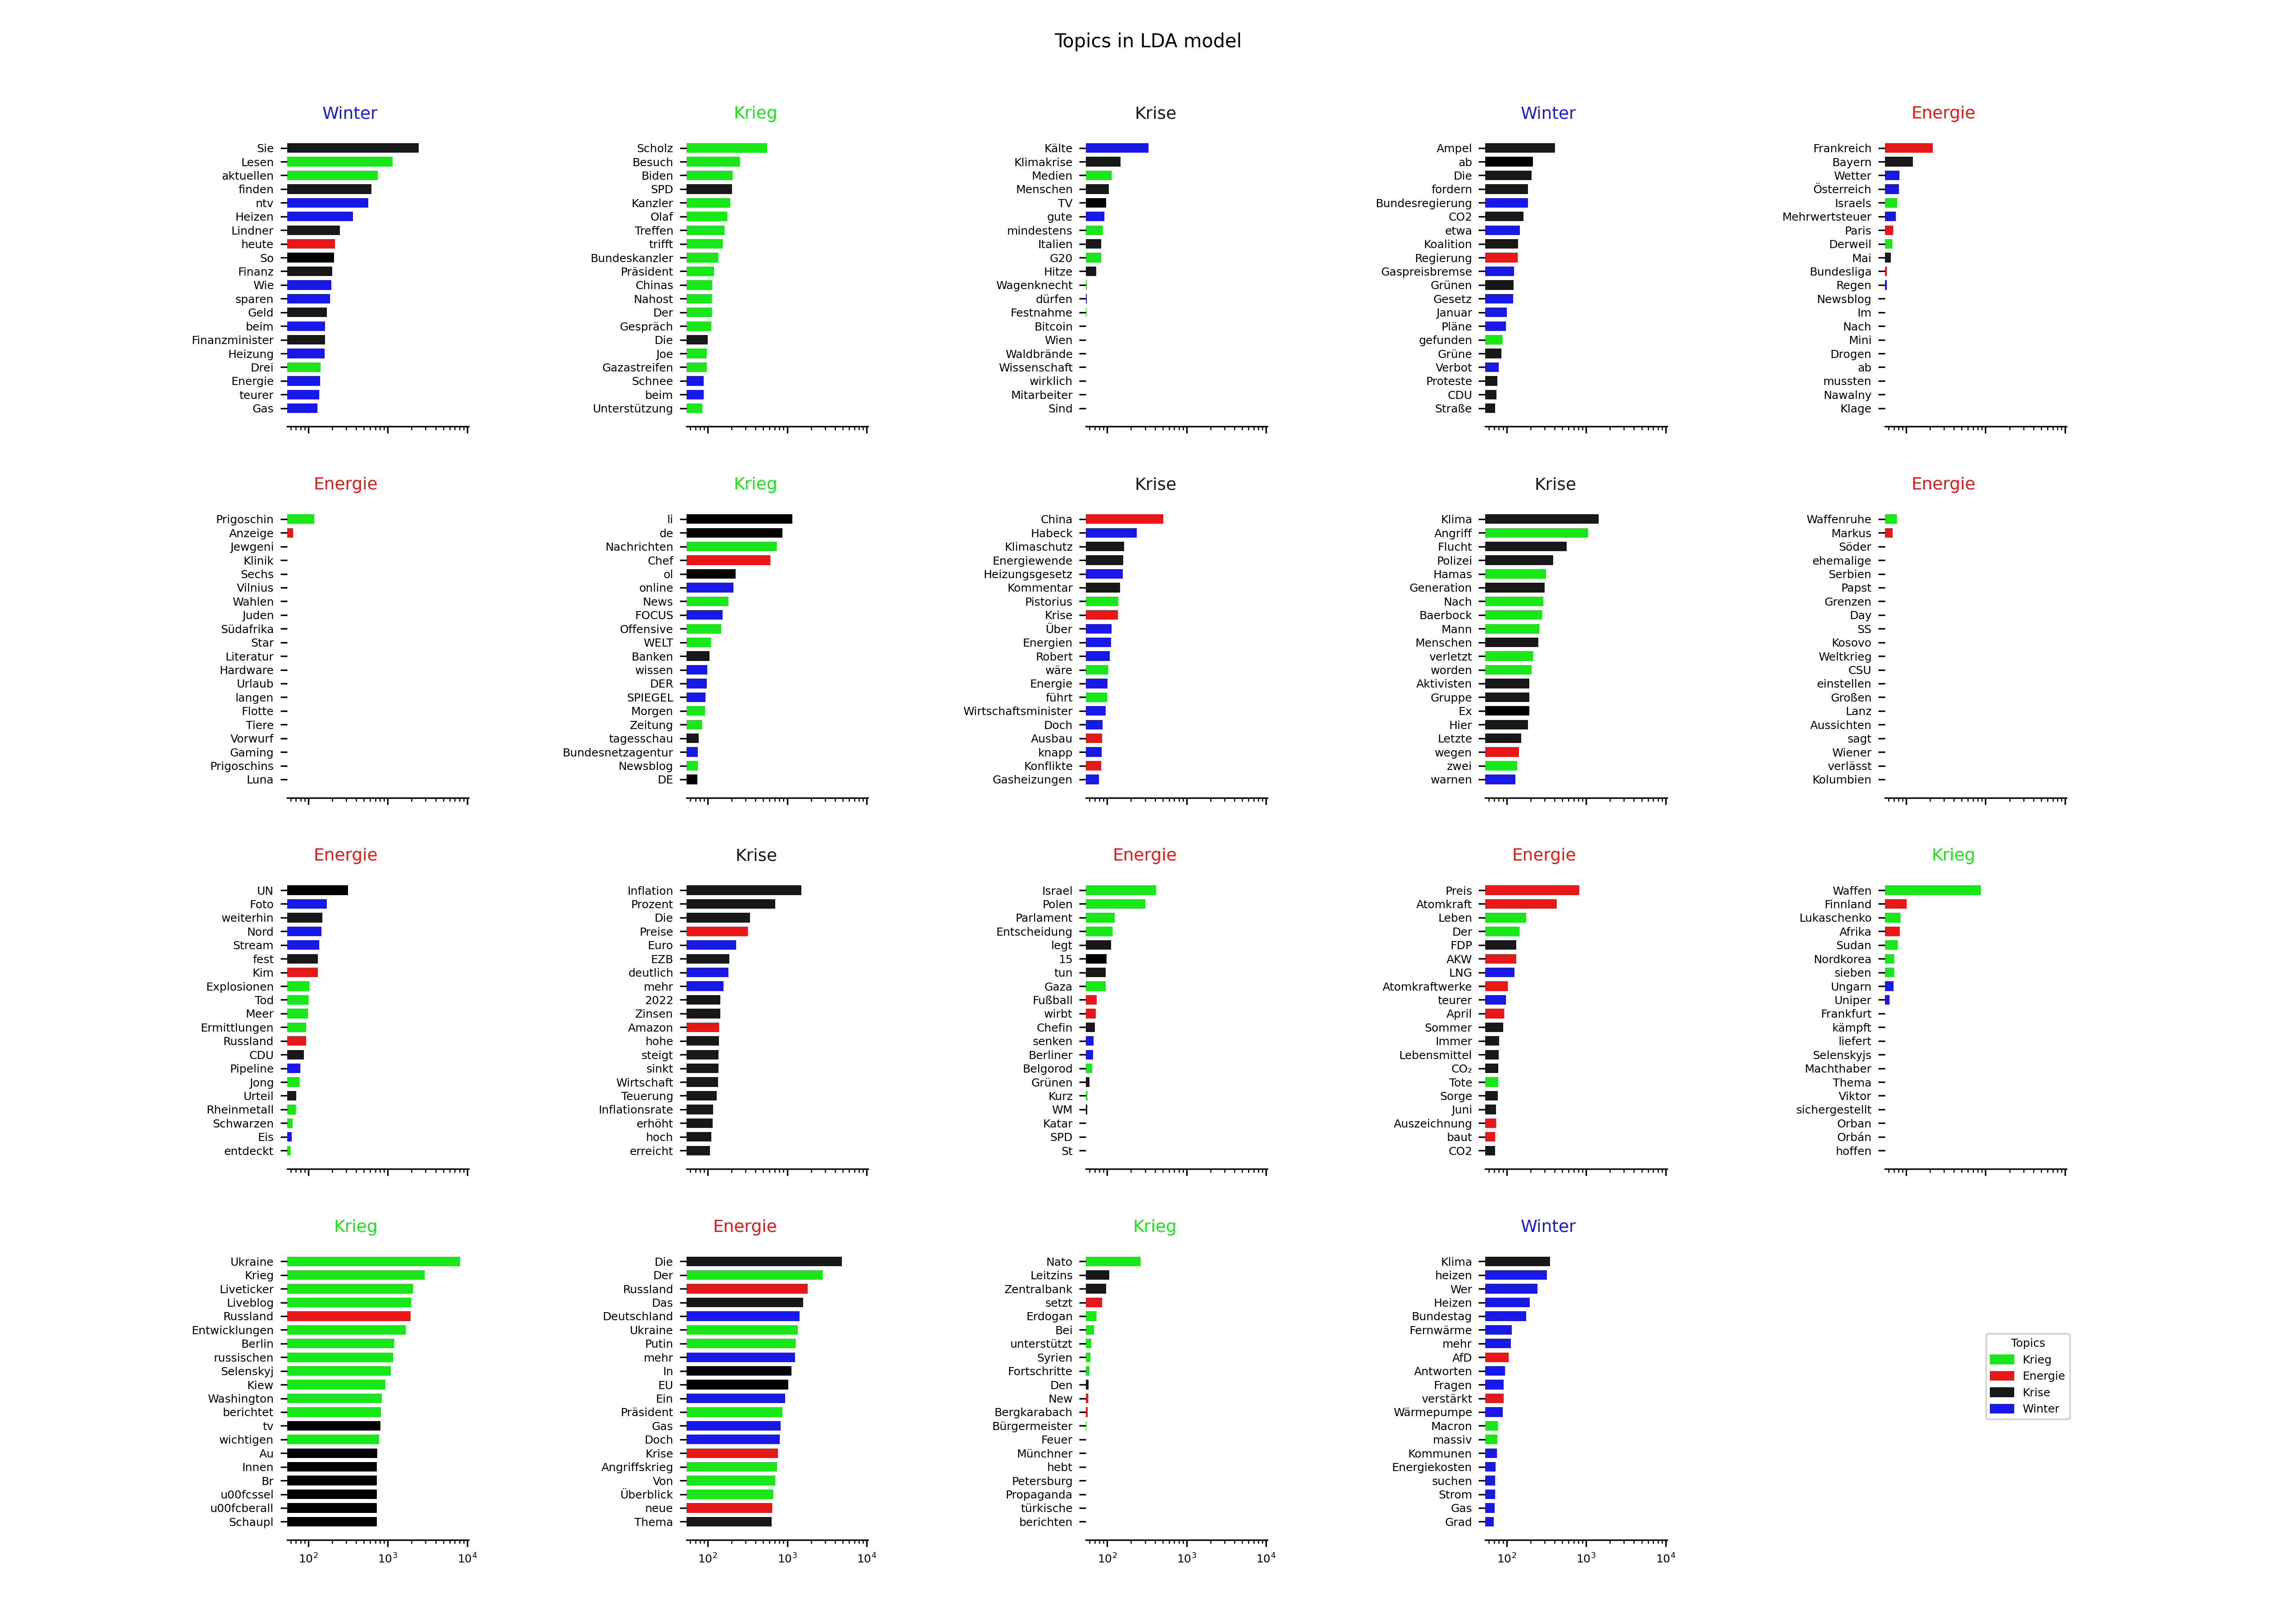 Topics in LDA model
Winter
Sie
Lesen
aktuellen
finden
ntv
Heizen
Lindner
heute
So
Finanz
Wie
sparen
Geld
beim
Finanzminister
Heizung
Drei
Energie
teurer
Gas
Krieg
Scholz
Besuch
Biden
SPD
Kanzler
Olaf
Treffen
trifft
Bundeskanzler
Präsident
Chinas
Nahost
Der
Gespräch
Die
Joe
Gazastreifen
Schnee
beim
Unterstützung
Krise
Kälte
Klimakrise
Medien
Menschen
TV
gute
mindestens
Italien
G20
Hitze
Wagenknecht
dürfen
Festnahme
Bitcoin
Wien
Waldbrände
Wissenschaft
wirklich
Mitarbeiter
Sind
Winter
Ampel
ab
Die
fordern
Bundesregierung
CO2
etwa
Koalition
Regierung
Gaspreisbremse
Grünen
Gesetz
Januar
Pläne
gefunden
Grüne
Verbot
Proteste
CDU
Straße
Energie
Frankreich
Bayern
Wetter
Österreich
Israels
Mehrwertsteuer
Paris
Derweil
Mai
Bundesliga
Regen
Newsblog
Im
Nach
Mini
Drogen
ab
mussten
Nawalny
Klage
Energie
Prigoschin
Anzeige
Jewgeni
Klinik
Sechs
Vilnius
Wahlen
Juden
Südafrika
Star
Literatur
Hardware
Urlaub
langen
Flotte
Tiere
Vorwurf
Gaming
Prigoschins
Luna
Krieg
li
de
Nachrichten
Chef
ol
online
News
FOCUS
Offensive
WELT
Banken
wissen
DER
SPIEGEL
Morgen
Zeitung
tagesschau
Bundesnetzagentur
Newsblog
DE
Krise
China
Habeck
Klimaschutz
Energiewende
Heizungsgesetz
Kommentar
Pistorius
Krise
Über
Energien
Robert
wäre
Energie
führt
Wirtschaftsminister
Doch
Ausbau
knapp
Konflikte
Gasheizungen
Krise
Klima
Angriff
Flucht
Polizei
Hamas
Generation
Nach
Baerbock
Mann
Menschen
verletzt
worden
Aktivisten
Gruppe
Ex
Hier
Letzte
wegen
zwei
warnen
Energie
Waffenruhe
Markus
Söder
ehemalige
Serbien
Papst
Grenzen
Day
SS
Kosovo
Weltkrieg
CSU
einstellen
Großen
Lanz
Aussichten
sagt
Wiener
verlässt
Kolumbien
Energie
UN
Foto
weiterhin
Nord
Stream
fest
Kim
Explosionen
Tod
Meer
Ermittlungen
Russland
CDU
Pipeline
Jong
Urteil
Rheinmetall
Schwarzen
Eis
entdeckt
Krise
Inflation
Prozent
Die
Preise
Euro
EZB
deutlich
mehr
2022
Zinsen
Amazon
hohe
steigt
sinkt
Wirtschaft
Teuerung
Inflationsrate
erhöht
hoch
erreicht
Energie
Israel
Polen
Parlament
Entscheidung
legt
15
tun
Gaza
Fußball
wirbt
Chefin
senken
Berliner
Belgorod
Grünen
Kurz
WM
Katar
SPD
St
Energie
Preis
Atomkraft
Leben
Der
FDP
AKW
LNG
Atomkraftwerke
teurer
April
Sommer
Immer
Lebensmittel
CO₂
Tote
Sorge
Juni
Auszeichnung
baut
CO2
Krieg
Waffen
Finnland
Lukaschenko
Afrika
Sudan
Nordkorea
sieben
Ungarn
Uniper
Frankfurt
kämpft
liefert
Selenskyjs
Machthaber
Thema
Viktor
sichergestellt
Orban
Orbán
hoffen
Krieg
Ukraine
Krieg
Liveticker
Liveblog
Russland
Entwicklungen
Berlin
russischen
Selenskyj
Kiew
Washington
berichtet
tv
wichtigen
Au
Innen
Br
u00fcssel
u00fcberall
Schaupl
10² 10³ 10⁴
Energie
Die
Der
Russland
Das
Deutschland
Ukraine
Putin
mehr
In
EU
Ein
Präsident
Gas
Doch
Krise
Angriffskrieg
Von
Überblick
neue
Thema
10² 10³ 10⁴
Krieg
Nato
Leitzins
Zentralbank
setzt
Erdogan
Bei
unterstützt
Syrien
Fortschritte
Den
New
Bergkarabach
Bürgermeister
Feuer
Münchner
hebt
Petersburg
Propaganda
türkische
berichten
10² 10³ 10⁴
Winter
Klima
heizen
Wer
Heizen
Bundestag
Fernwärme
mehr
AfD
Antworten
Fragen
verstärkt
Wärmepumpe
Macron
massiv
Kommunen
Energiekosten
suchen
Strom
Gas
Grad
10² 10³ 10⁴
Topics
Krieg
Energie
Krise
Winter